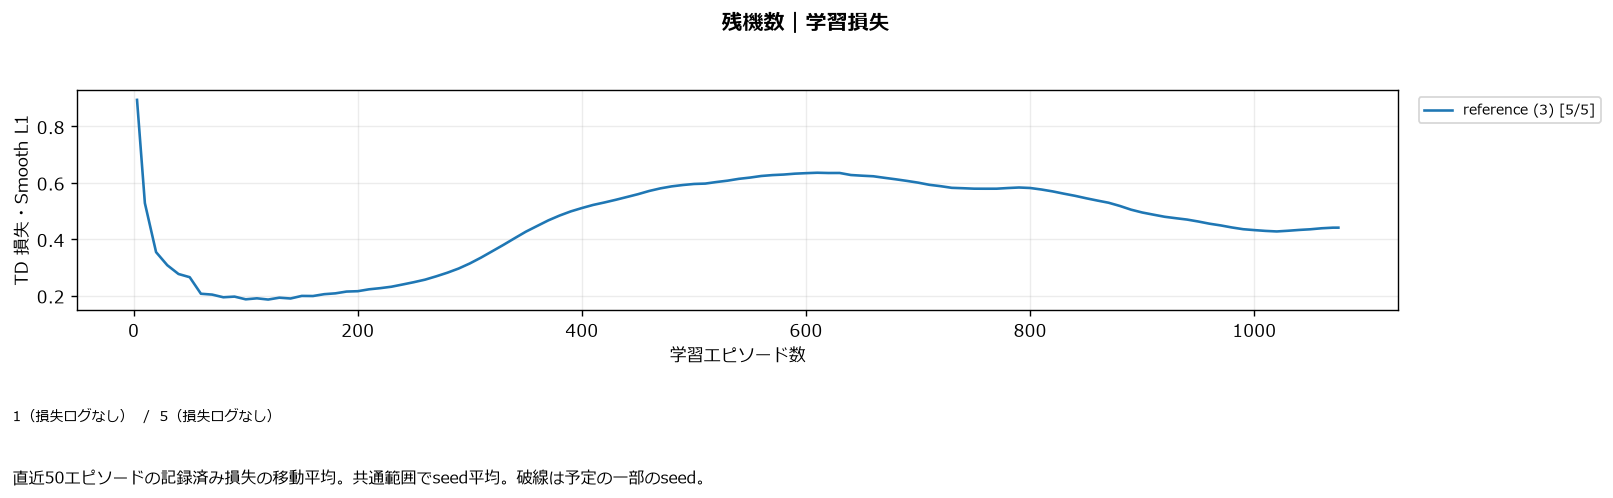 残機数｜学習損失
TD 損失・Smooth L1
0.8
0.6
0.4
0.2
0 200 400 600 800 1000
学習エピソード数
reference (3) [5/5]
1（損失ログなし） / 5（損失ログなし）
直近50エピソードの記録済み損失の移動平均。共通範囲でseed平均。破線は予定の一部のseed。